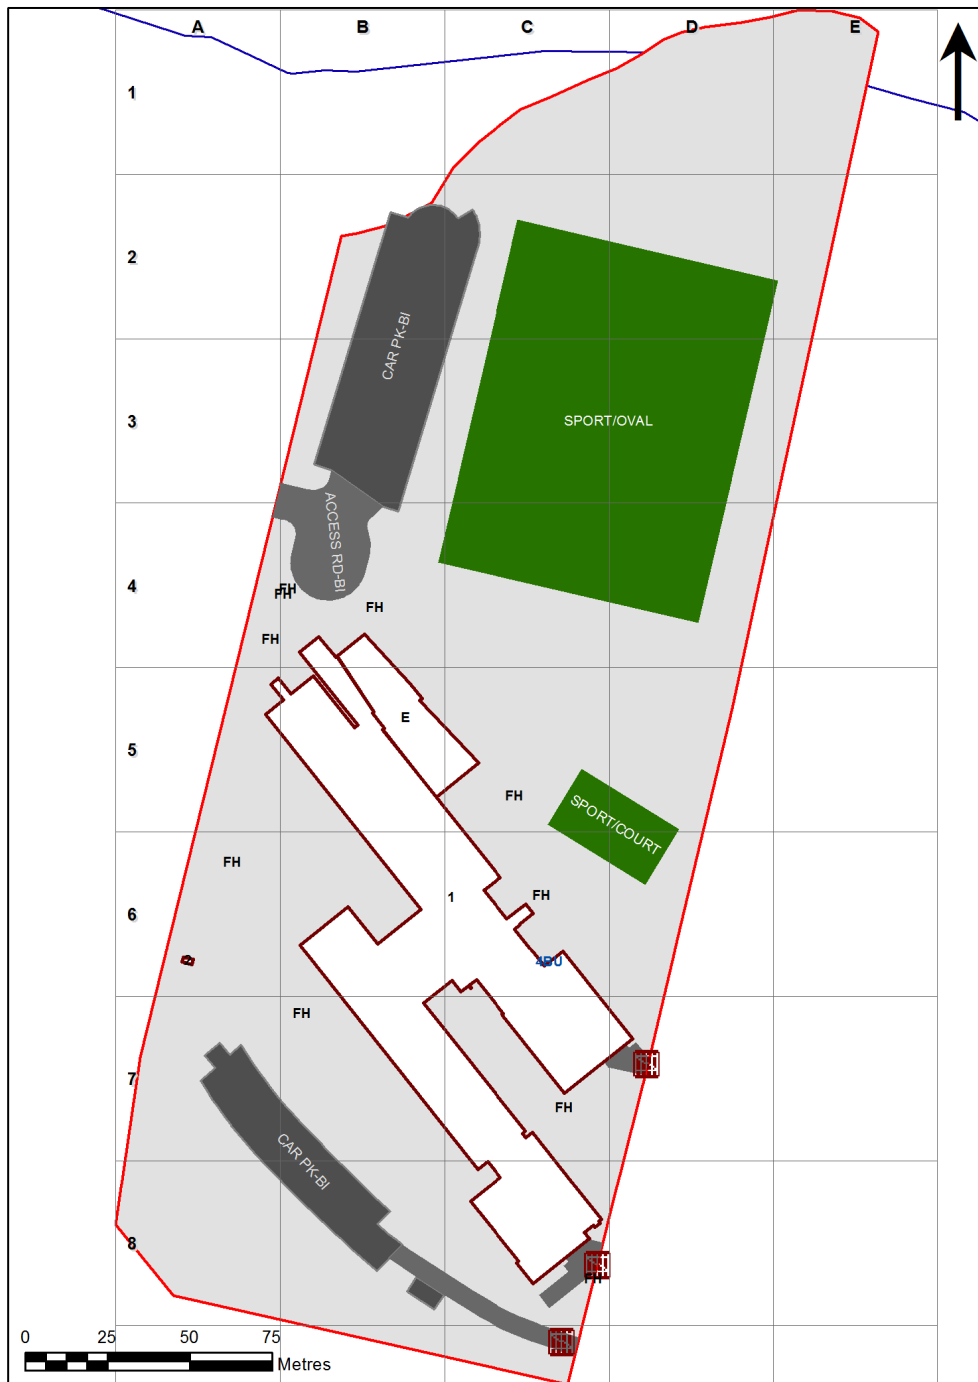 A B C D E
1
2
CAR PK-BI
3
SPORT/OVAL
ACCESS RD-BI
4
FH
FH
FH
FH
E
5
FH
SPORT/COURT
FH
FH
1
6
4BU
FH
7
FH
CAR PK-BI
8
FH
0 25 50 75
Metres